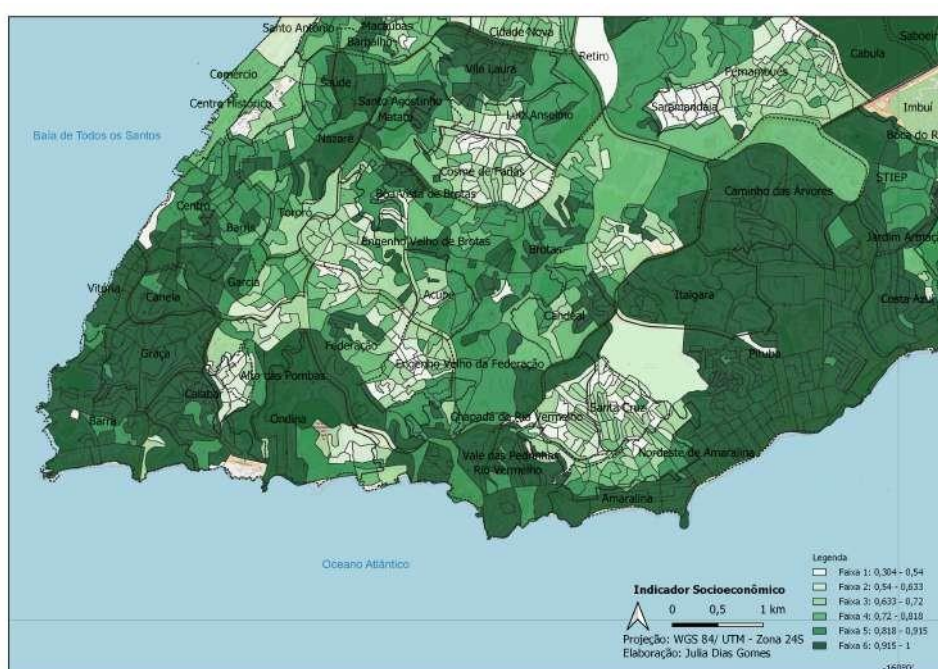 Santo Antônio
Macaúbas
Barbalho
Cidade Nova
Retiro
Saboeir
Cabula
Comércio
Saúde
Vila Laura
Fernambués
Centro Histórico
Santo Agostinho
Matatu
Luiz Anselmo
Saramandaia
Imbuí
Baía de Todos os Santos
Nazaré
Boca do R
Cosme de Farias
STIEP
Centro
Boa Vista de Brotas
Caminho das Árvores
Tororó
Barris
Engenho Velho de Brotas
Brotas
Jardim Armaçã
Vitória
Canela
Garcia
Acupe
Itaigara
Costa Azul
Candeal
Graça
Federação
Pituba
Alto das Pombas
Engenho Velho da Federação
Calabar
Barra
Ondina
Chapada do Rio Vermelho
Santa Cruz
Vale das Pedrinhas
Nordeste de Amaralina
Rio Vermelho
Amaralina
Oceano Atlântico
Legenda
Faixa 1: 0,304 - 0,54
Faixa 2: 0,54 - 0,633
Faixa 3: 0,633 - 0,72
Faixa 4: 0,72 - 0,818
Faixa 5: 0,818 - 0,915
Faixa 6: 0,915 - 1
Indicador Socioeconômico
0 0,5 1 km
Projeção: WGS 84/ UTM - Zona 24S
Elaboração: Julia Dias Gomes